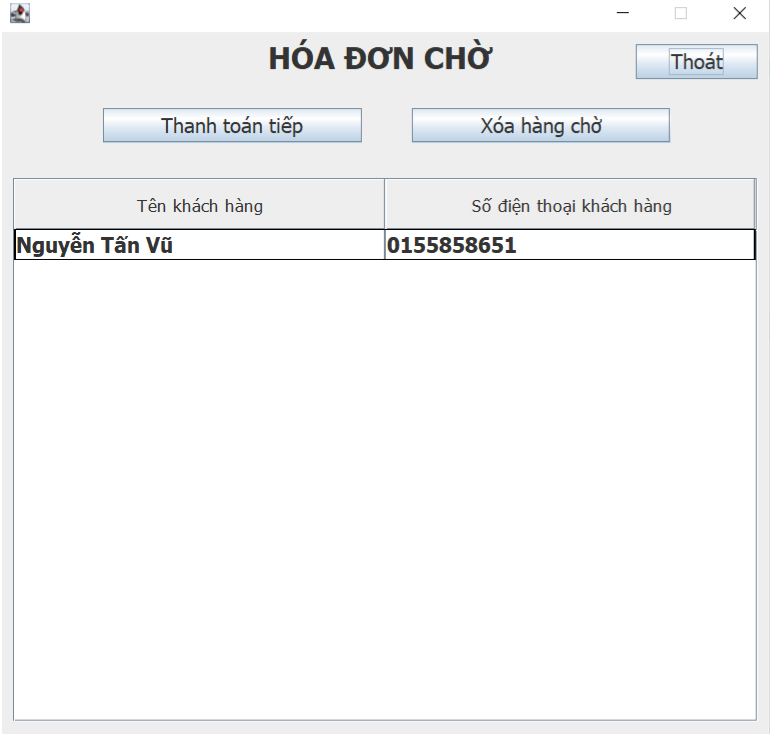 HÓA ĐƠN CHỜ
Thoát
Thanh toán tiếp Xóa hàng chờ
Tên khách hàng Số điện thoại khách hàng
Nguyễn Tấn Vũ 0155858651